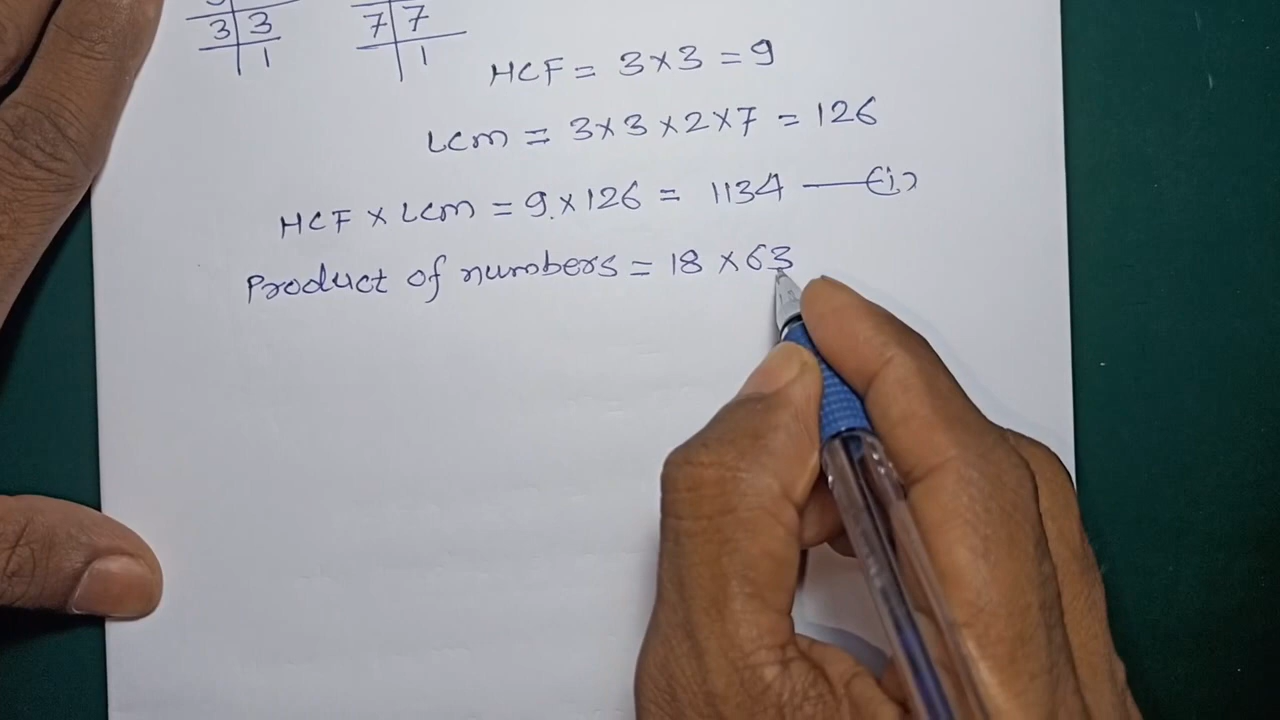 3 3 7 7
1 1
HCF = 3×3 = 9
LCM = 3×3×2×7 = 126
HCF × LCM = 9×126 = 1134 —(i)
Product of numbers = 18 × 63